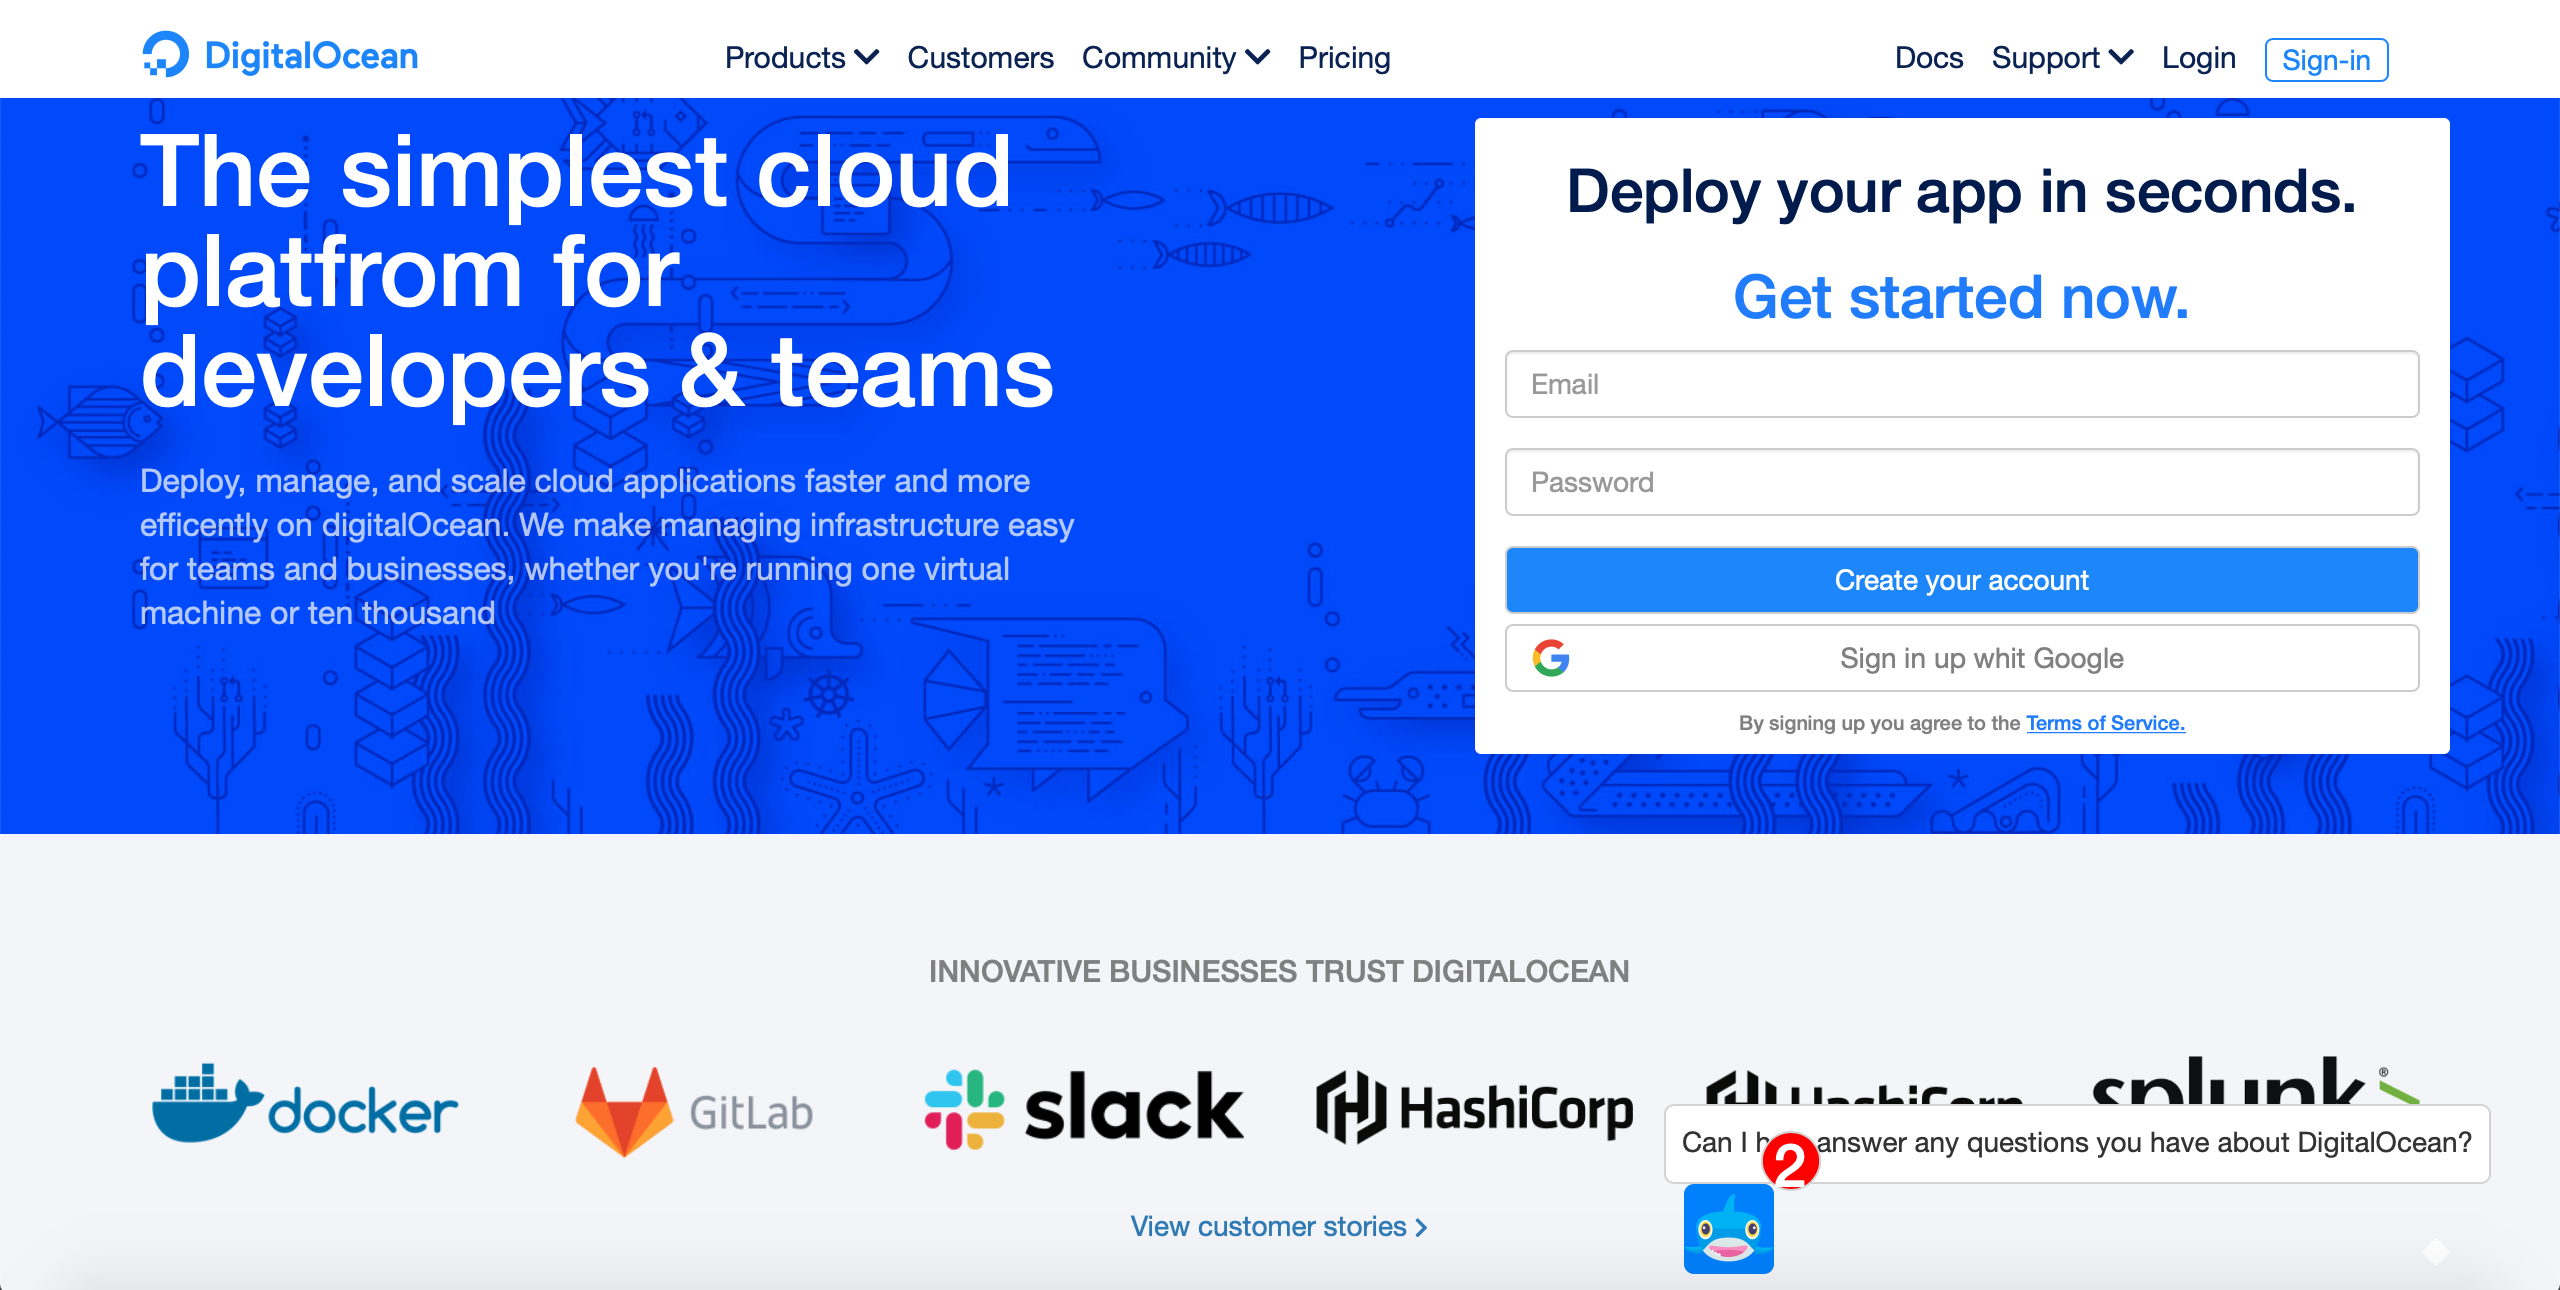 DigitalOcean
Products
Customers
Community
Pricing
Docs
Support
Login
Sign-in
The simplest cloud
platfrom for
developers & teams
Deploy, manage, and scale cloud applications faster and more
efficently on digitalOcean. We make managing infrastructure easy
for teams and businesses, whether you're running one virtual
machine or ten thousand
Deploy your app in seconds.
Get started now.
Email
Password
Create your account
Sign in up whit Google
By signing up you agree to the Terms of Service.
INNOVATIVE BUSINESSES TRUST DIGITALOCEAN
docker
GitLab
slack
HashiCorp
HashiCorp
splunk®
Can I answer any questions you have about DigitalOcean?
2
View customer stories